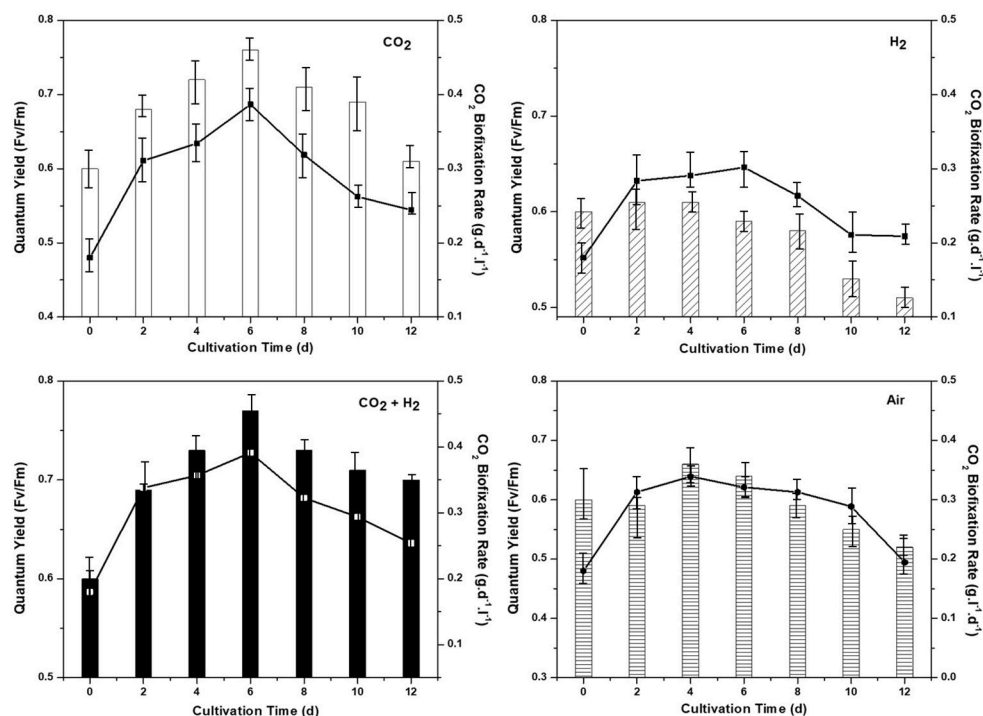 CO₂
Quantum Yield (Fv/Fm)
0.8
0.7
0.6
0.5
0.4
0 2 4 6 8 10 12
Cultivation Time (d)
0.5
0.4
0.3
0.2
0.1
CO₂ Biofixation Rate (g.d⁻¹.l⁻¹)
H₂
Quantum Yield (Fv/Fm)
0.8
0.7
0.6
0.5
0 2 4 6 8 10 12
Cultivation Time (d)
0.5
0.4
0.3
0.2
0.1
CO₂ Biofixation Rate (g.d⁻¹.l⁻¹)
CO₂ + H₂
Quantum Yield (Fv/Fm)
0.8
0.7
0.6
0.5
0 2 4 6 8 10 12
Cultivation Time (d)
0.5
0.4
0.3
0.2
0.1
CO₂ Biofixation Rate (g.d⁻¹.l⁻¹)
Air
Quantum Yield (Fv/Fm)
0.8
0.7
0.6
0.5
0.4
0.3
0 2 4 6 8 10 12
Cultivation Time (d)
0.5
0.4
0.3
0.2
0.1
0.0
CO₂ Biofixation Rate (g.l⁻¹.d⁻¹)